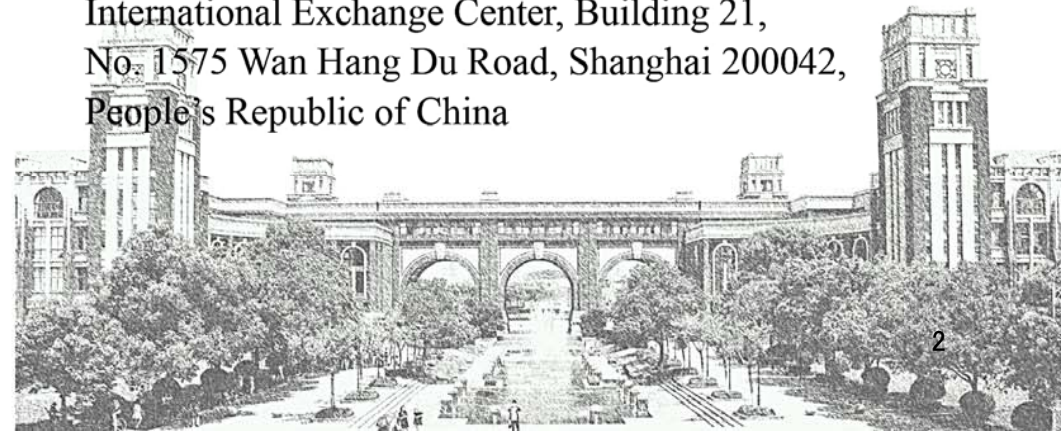 International Exchange Center, Building 21,
No. 1575 Wan Hang Du Road, Shanghai 200042,
People's Republic of China
2